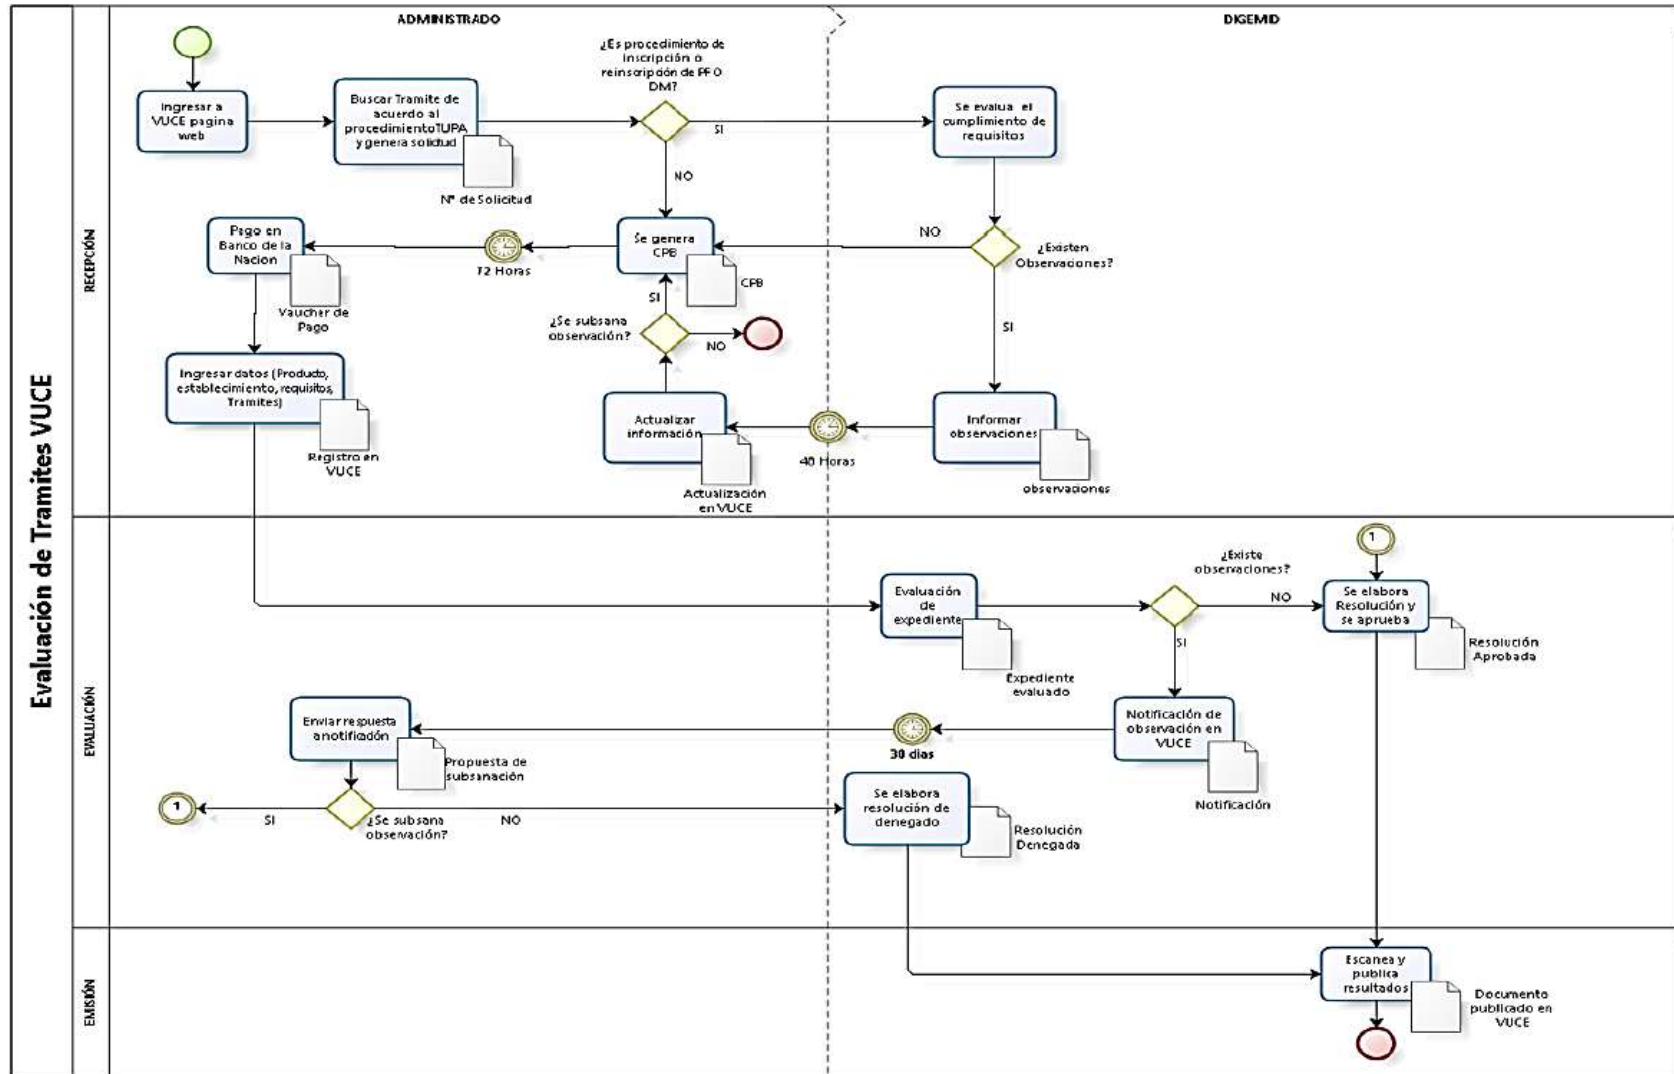 Evaluación de Tramites VUCE
ADMINISTRADO
DIGEMID
RECEPCIÓN
Ingresar a
VUCE pagina
web
Buscar Tramite de
acuerdo al
procedimiento TUPA
y genera solicitud
Nº de Solicitud
¿Es procedimiento de
inscripción o
reinscripción de PF O
DM?
SI
NO
Se evalua el
cumplimiento de
requisitos
¿Existen
Observaciones?
NO
SI
Se genera
CPB
CPB
72 Horas
Pago en
Banco de la
Nacion
Vaucher de
Pago
¿Se subsana
observación?
SI
NO
Ingresar datos (Producto,
establecimiento, requisitos,
Tramites)
Registro en
VUCE
Actualizar
información
Actualización
en VUCE
48 Horas
Informar
observaciones
observaciones
EVALUACIÓN
1
¿Existe
observaciones?
Evaluación
de
expediente
Expediente
evaluado
NO
SI
Se elabora
Resolución y
se aprueba
Resolución
Aprobada
Enviar respuesta
a notificación
Propuesta de
subsanación
30 dias
Notificación de
observación en
VUCE
Notificación
1
SI
¿Se subsana
observación?
NO
Se elabora
resolución de
denegado
Resolución
Denegada
EMISIÓN
Escanea y
publica
resultados
Documento
publicado en
VUCE